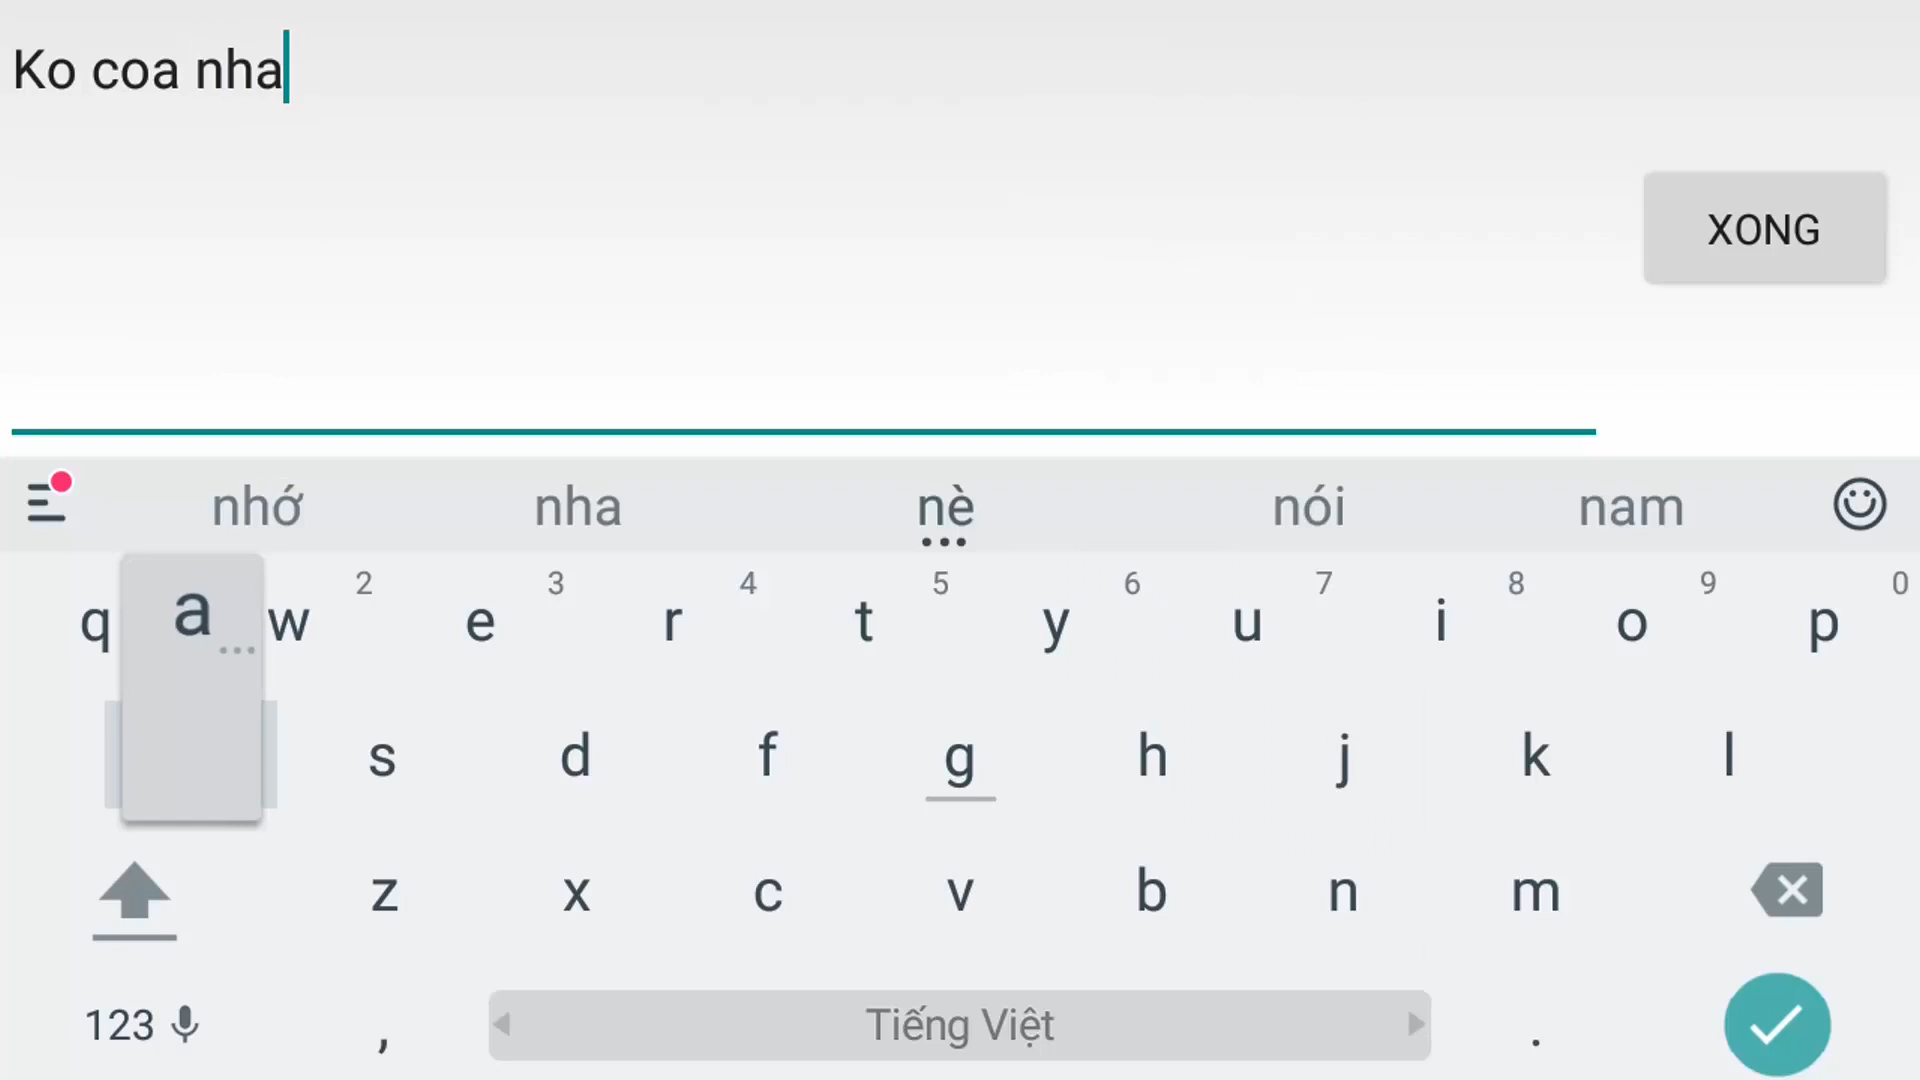 Ko coa nha
XONG
nhớ nha nè nói nam
2 3 4 5 6 7 8 9 0
q a w e r t y u i o p
s d f g h j k l
z x c v b n m
123 , Tiếng Việt .